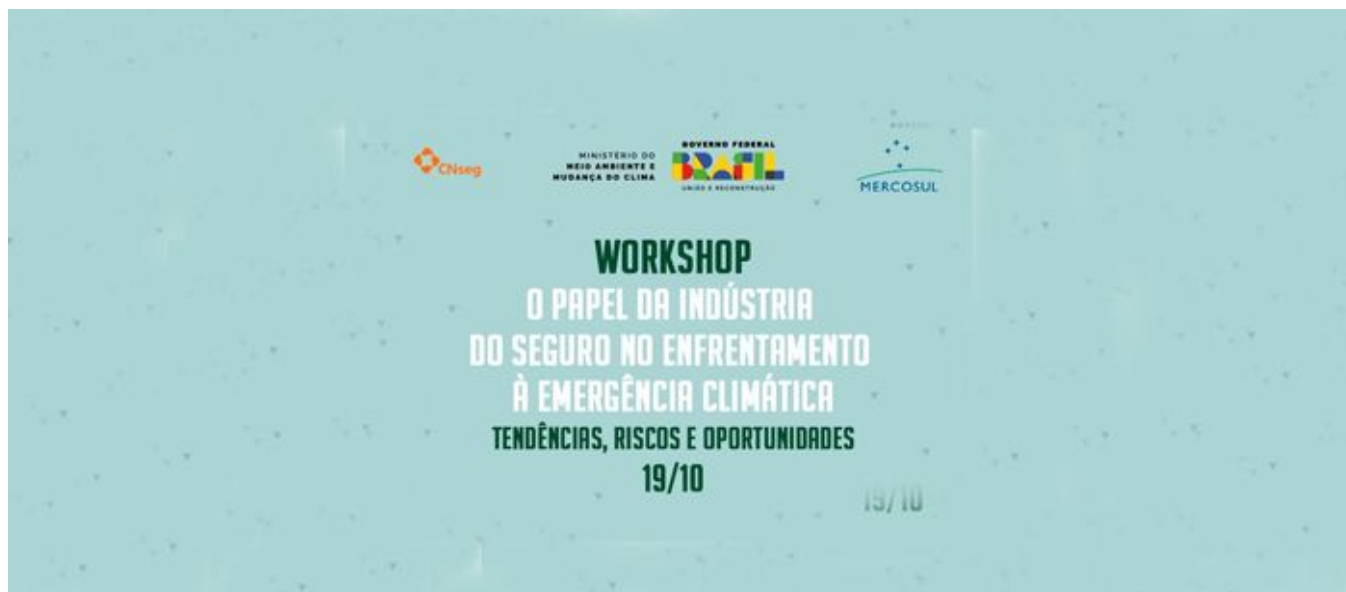 CNseg
MINISTÉRIO DO
MEIO AMBIENTE E
MUDANÇA DO CLIMA
GOVERNO FEDERAL
BRASIL
UNIÃO E RECONSTRUÇÃO
MERCOSUL
WORKSHOP
O PAPEL DA INDÚSTRIA
DO SEGURO NO ENFRENTAMENTO
À EMERGÊNCIA CLIMÁTICA
TENDÊNCIAS, RISCOS E OPORTUNIDADES
19/10
19/10